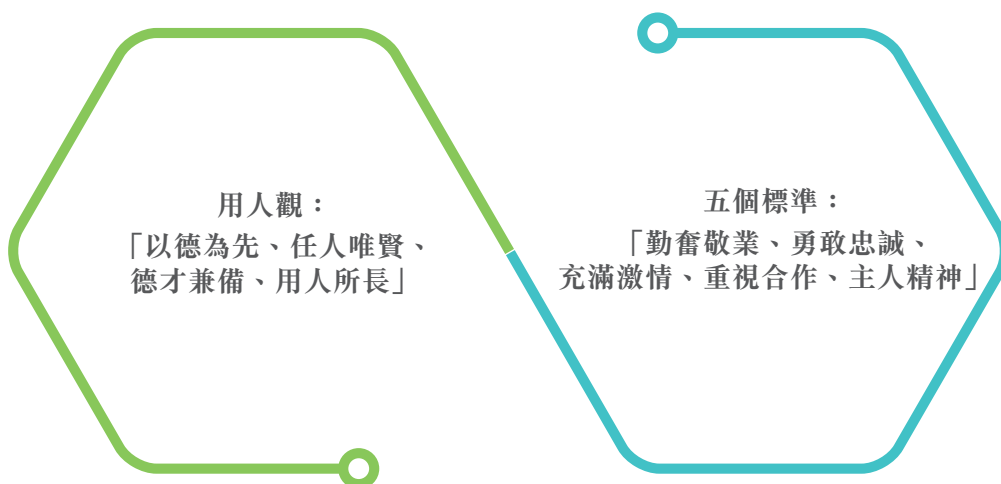 用人觀：
「以德為先、任人唯賢、
德才兼備、用人所長」
五個標準：
「勤奮敬業、勇敢忠誠、
充滿激情、重視合作、主人精神」